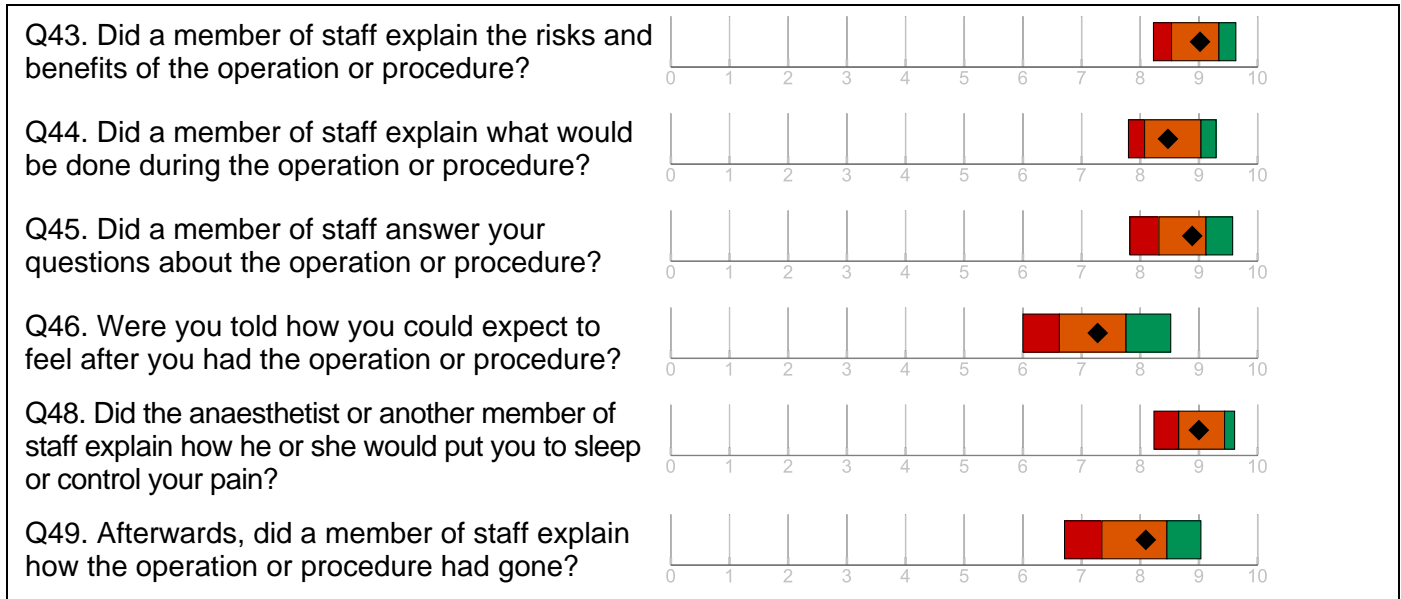 Q43. Did a member of staff explain the risks and
benefits of the operation or procedure?
0 1 2 3 4 5 6 7 8 9 10
Q44. Did a member of staff explain what would
be done during the operation or procedure?
0 1 2 3 4 5 6 7 8 9 10
Q45. Did a member of staff answer your
questions about the operation or procedure?
0 1 2 3 4 5 6 7 8 9 10
Q46. Were you told how you could expect to
feel after you had the operation or procedure?
0 1 2 3 4 5 6 7 8 9 10
Q48. Did the anaesthetist or another member of
staff explain how he or she would put you to sleep
or control your pain?
0 1 2 3 4 5 6 7 8 9 10
Q49. Afterwards, did a member of staff explain
how the operation or procedure had gone?
0 1 2 3 4 5 6 7 8 9 10